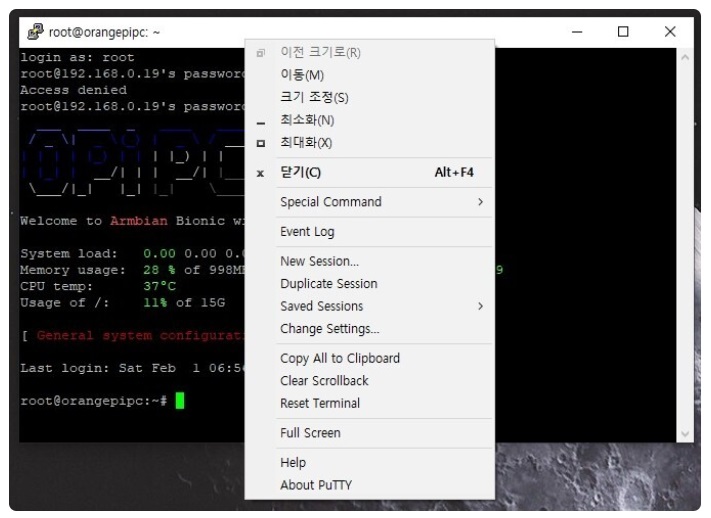 root@orangepipc: ~
login as: root
root@192.168.0.19's password
Access denied
root@192.168.0.19's password
OPiPC
Welcome to Armbian Bionic
System load: 0.00 0.00 0.
Memory usage: 28 % of 998M 9
CPU temp: 37°C
Usage of /: 11% of 15G
[ General system configurat
Last login: Sat Feb 1 06:5
root@orangepipc:~#
이전 크기로(R)
이동(M)
크기 조정(S)
최소화(N)
최대화(X)
닫기(C) Alt+F4
Special Command
Event Log
New Session...
Duplicate Session
Saved Sessions
Change Settings...
Copy All to Clipboard
Clear Scrollback
Reset Terminal
Full Screen
Help
About PuTTY